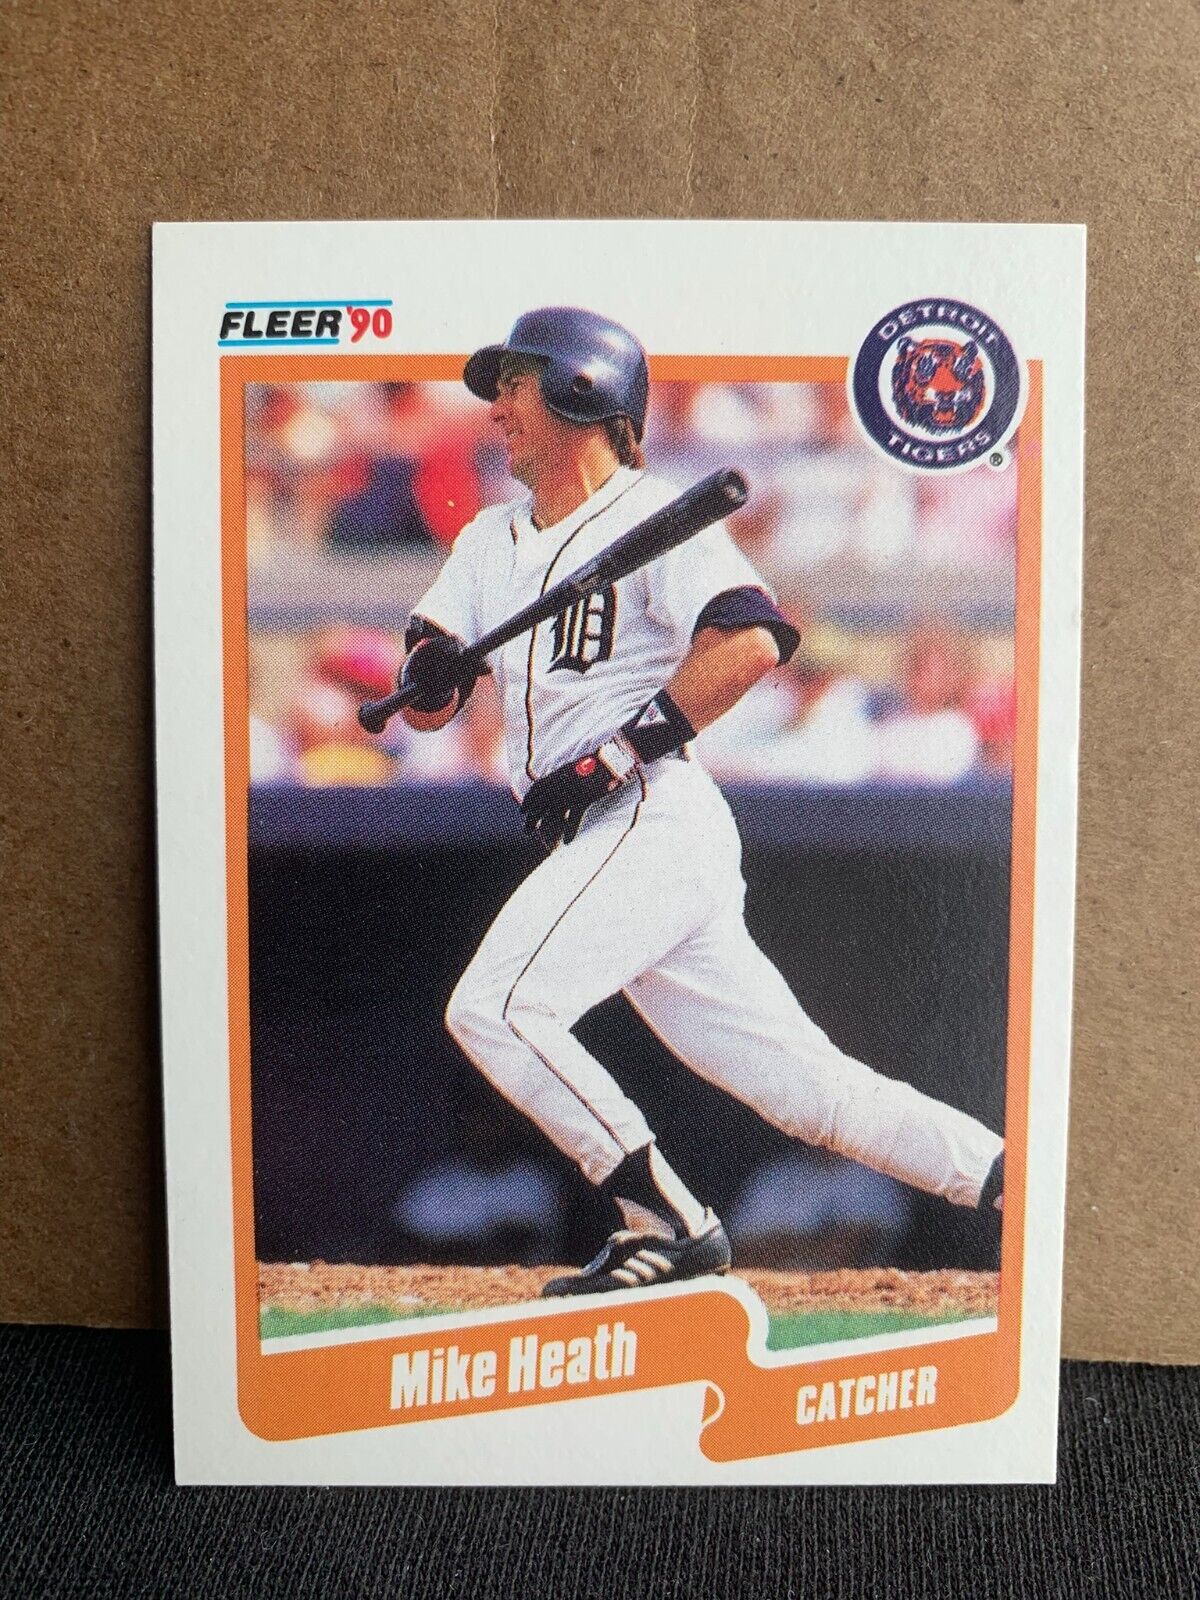 FLEER '90
DETROIT
TIGERS
®
D
Mike Heath
CATCHER